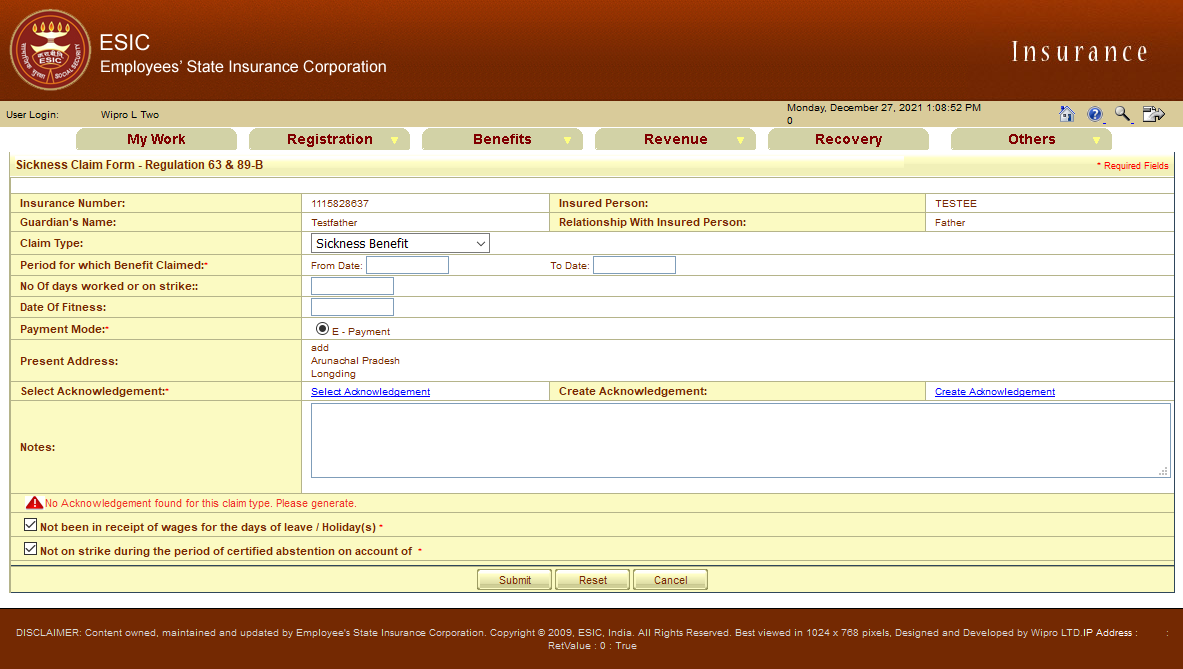 ESIC
Employees' State Insurance Corporation
Insurance
User Login: Wipro L Two
Monday, December 27, 2021 1:08:52 PM
0
My Work Registration Benefits Revenue Recovery Others
Sickness Claim Form - Regulation 63 & 89-B
* Required Fields
Insurance Number: 1115828637 Insured Person: TESTEE
Guardian's Name: Testfather Relationship With Insured Person: Father
Claim Type: Sickness Benefit
Period for which Benefit Claimed:* From Date: To Date:
No Of days worked or on strike::
Date Of Fitness:
Payment Mode:* E - Payment
Present Address:
add
Arunachal Pradesh
Longding
Select Acknowledgement:* Select Acknowledgement Create Acknowledgement: Create Acknowledgement
Notes:
No Acknowledgement found for this claim type. Please generate.
Not been in receipt of wages for the days of leave / Holiday(s) *
Not on strike during the period of certified abstention on account of *
Submit Reset Cancel
DISCLAIMER: Content owned, maintained and updated by Employee's State Insurance Corporation. Copyright © 2009, ESIC, India. All Rights Reserved. Best viewed in 1024 x 768 pixels, Designed and Developed by Wipro LTD.IP Address : :
RetValue : 0 : True